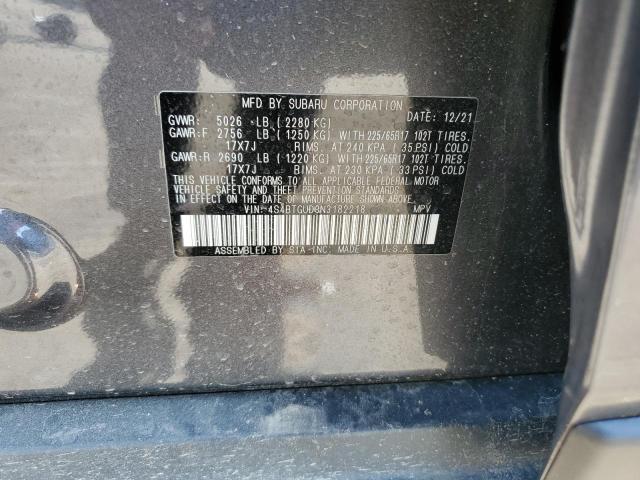 MFD BY SUBARU CORPORATION
GVWR: 5026 LB (2280 KG) DATE: 12/21
GAWR:F 2756 LB (1250 KG) WITH 225/65R17 102T TIRES.
17X7J RIMS. AT 240 KPA (35 PSI) COLD
GAWR:R 2690 LB (1220 KG) WITH 225/65R17 102T TIRES.
17X7J RIMS. AT 230 KPA (33 PSI) COLD
THIS VEHICLE CONFORMS TO ALL APPLICABLE FEDERAL MOTOR
VEHICLE SAFETY AND THEFT PREVENTION STANDARDS
IN EFFECT ON THE DATE OF MANUFACTURE SHOWN ABOVE.
VIN: 4S4BTGUD8N3182218 MPV
ASSEMBLED BY SIA-INC. MADE IN U.S.A.